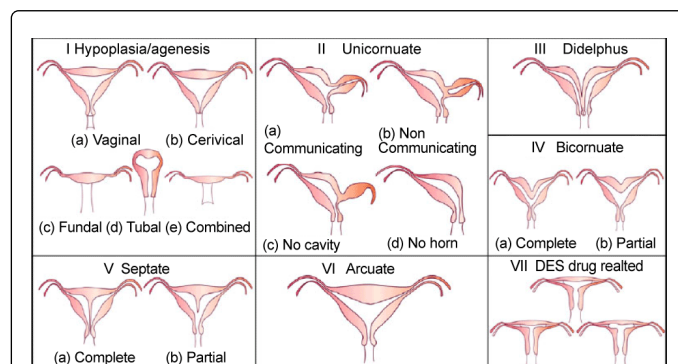 I Hypoplasia/agenesis
(a) Vaginal
(b) Cerivical
(c) Fundal (d) Tubal (e) Combined
II Unicornuate
(a)
Communicating
(b) Non
Communicating
(c) No cavity
(d) No horn
III Didelphus
IV Bicornuate
(a) Complete
(b) Partial
V Septate
(a) Complete
(b) Partial
VI Arcuate
VII DES drug realted